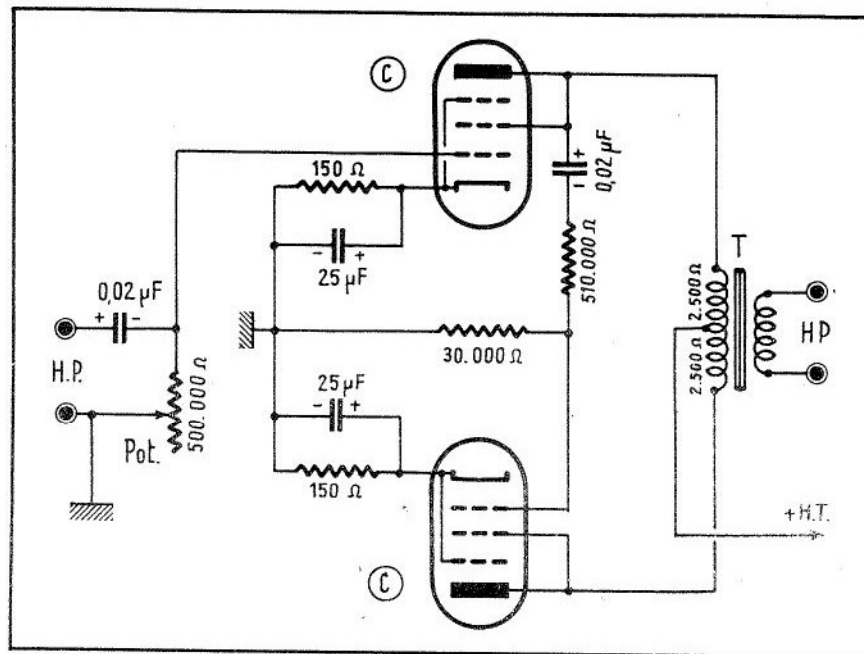 C
150 Ω
- +
25 µF
+
-
0,02 µF
510.000 Ω
T
0,02 µF
+ -
H.P.
Pot.
500.000 Ω
30.000 Ω
2.500 Ω
2.500 Ω
HP
25 µF
- +
150 Ω
+H.T.
C